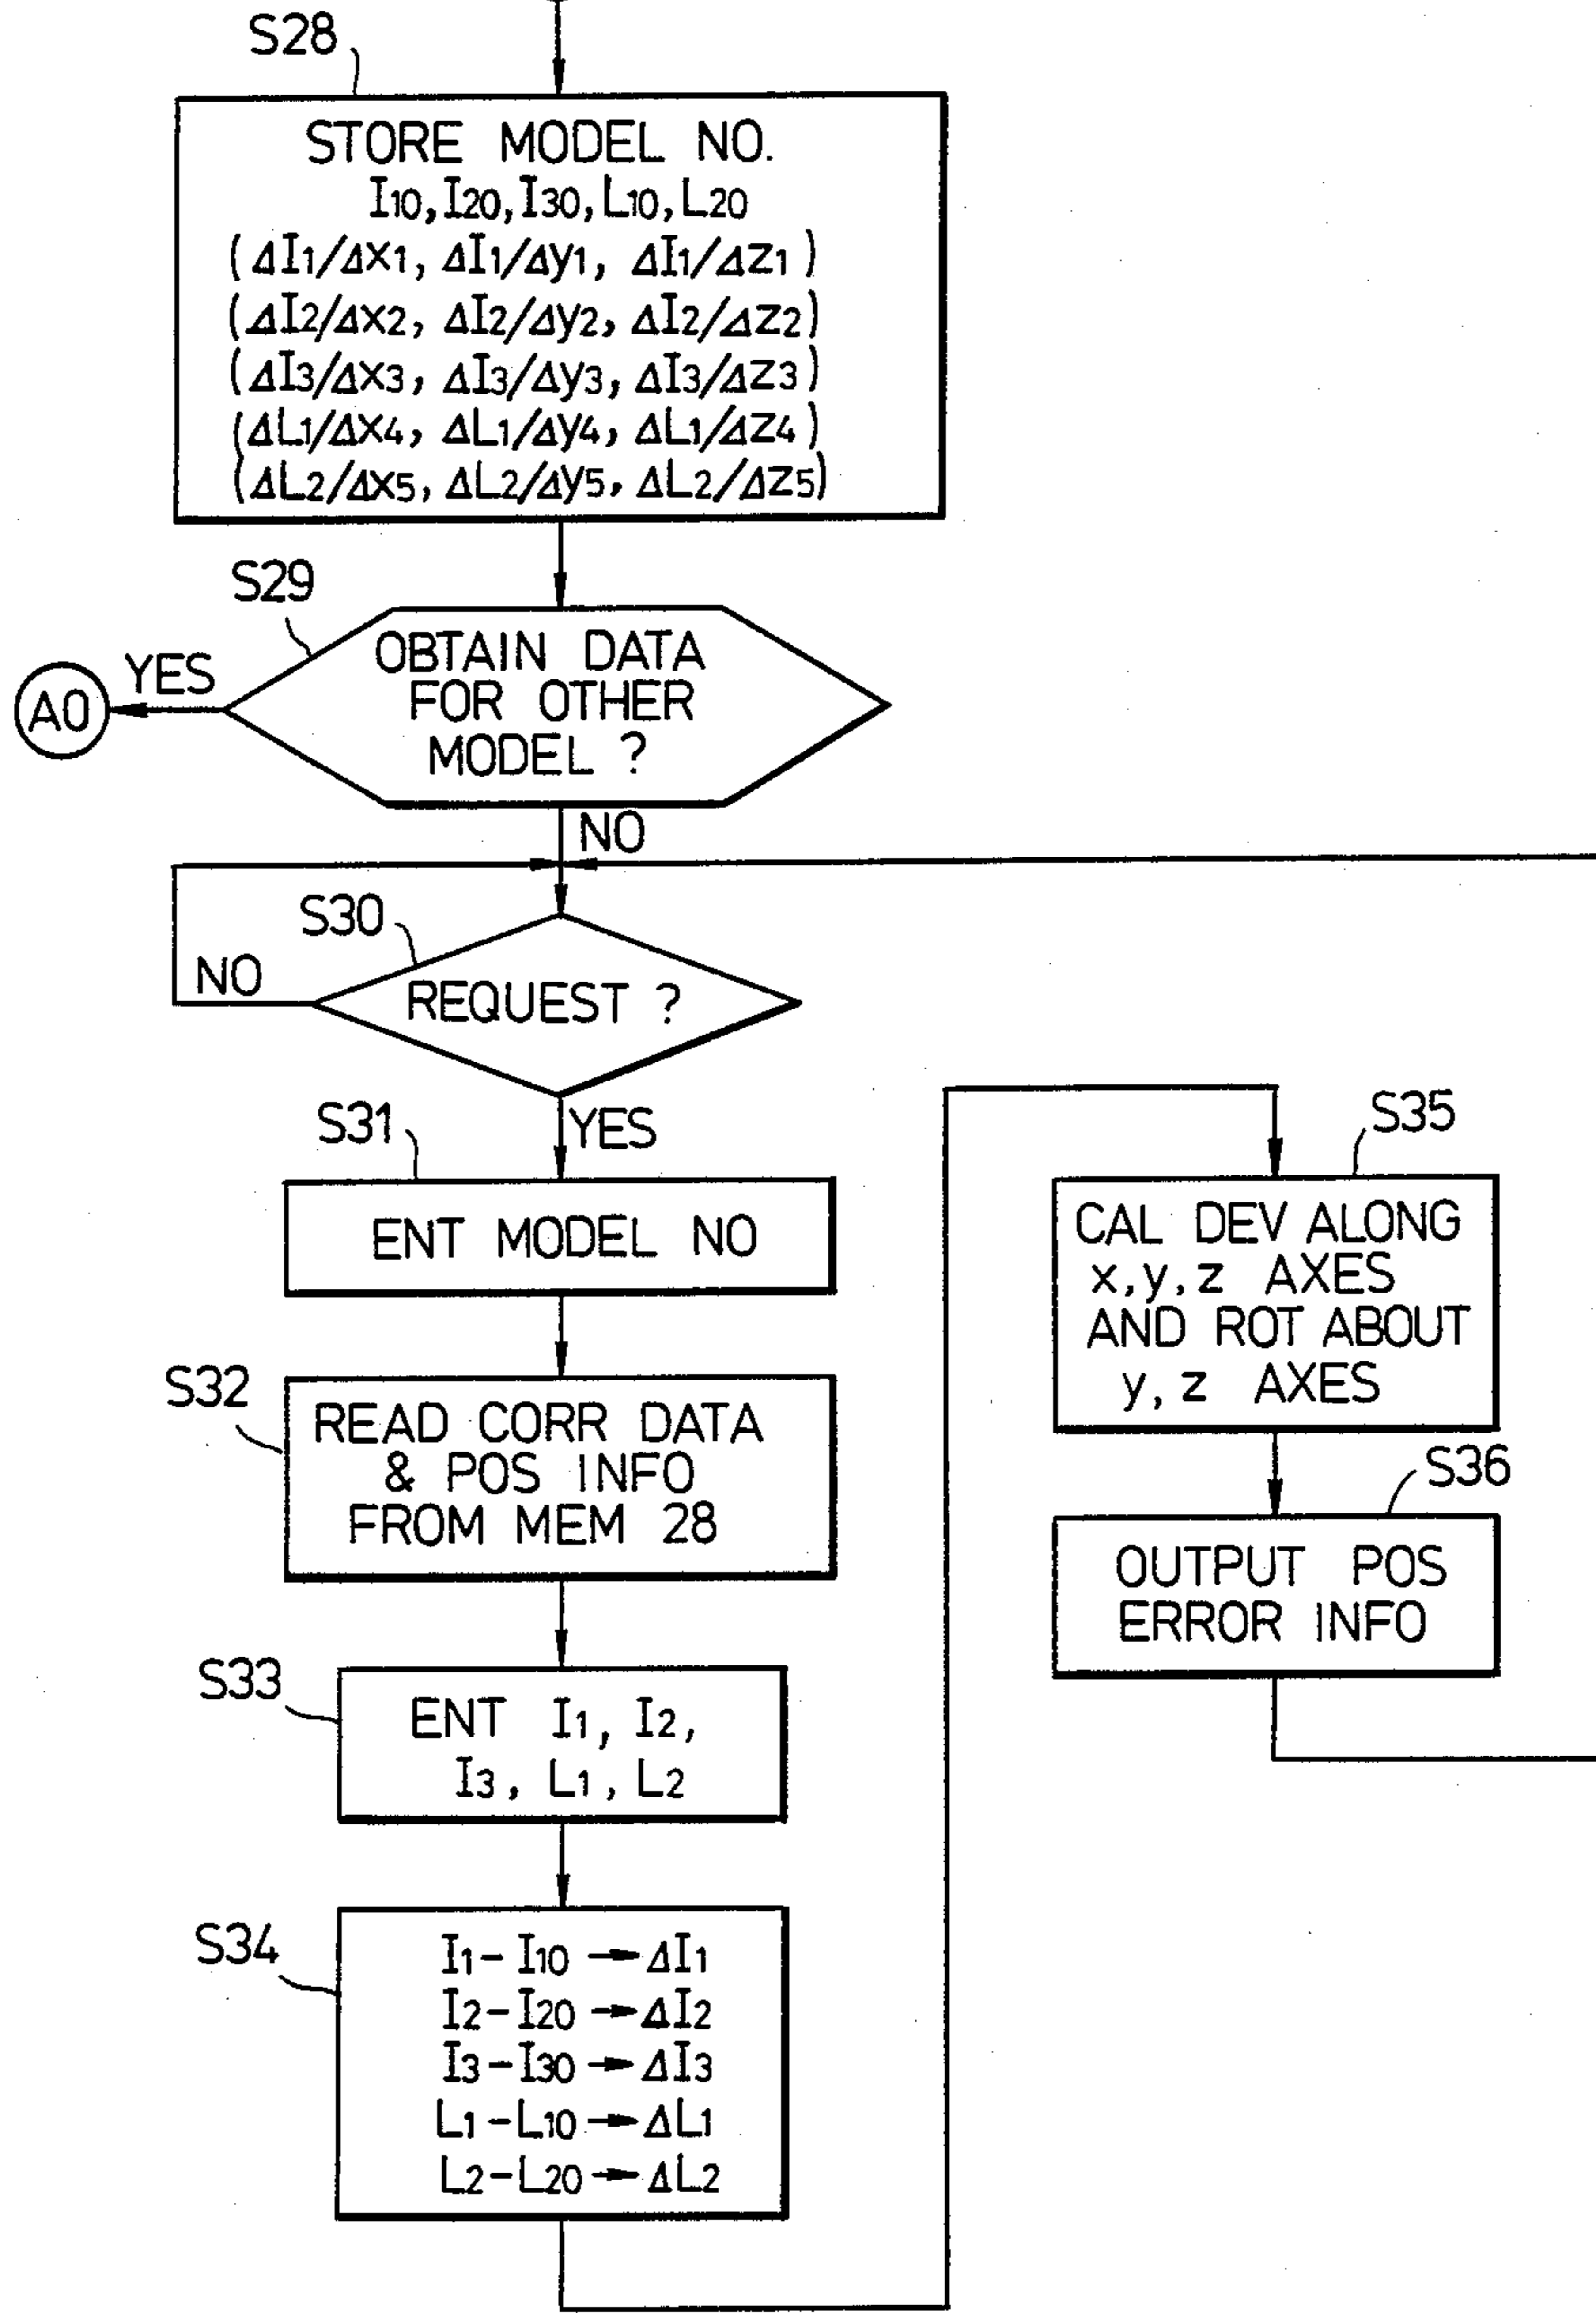 S28
STORE MODEL NO.
I10, I20, I30, L10, L20
(ΔI1/Δx1, ΔI1/Δy1, ΔI1/Δz1)
(ΔI2/Δx2, ΔI2/Δy2, ΔI2/Δz2)
(ΔI3/Δx3, ΔI3/Δy3, ΔI3/Δz3)
(ΔL1/Δx4, ΔL1/Δy4, ΔL1/Δz4)
(ΔL2/Δx5, ΔL2/Δy5, ΔL2/Δz5)
S29
OBTAIN DATA
FOR OTHER
MODEL ?
YES
A0
NO
S30
REQUEST ?
NO
YES
S31
ENT MODEL NO
S32
READ CORR DATA
& POS INFO
FROM MEM 28
S33
ENT I1, I2,
I3, L1, L2
S34
I1-I10→ΔI1
I2-I20→ΔI2
I3-I30→ΔI3
L1-L10→ΔL1
L2-L20→ΔL2
S35
CAL DEV ALONG
x, y, z AXES
AND ROT ABOUT
y, z AXES
S36
OUTPUT POS
ERROR INFO